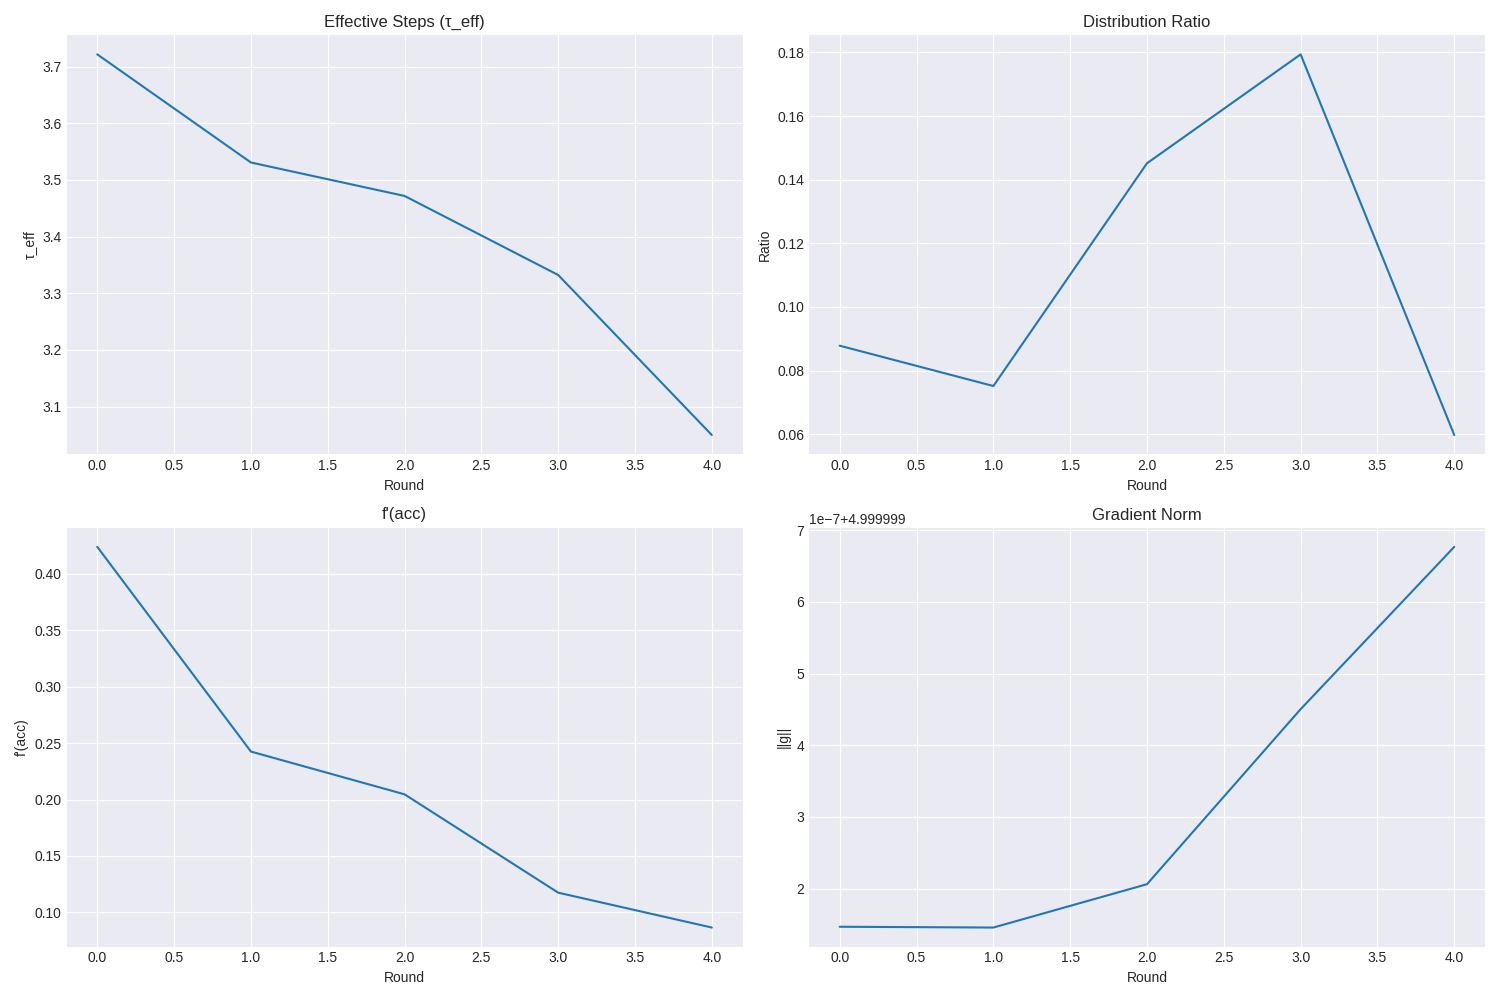 Effective Steps (τ_eff)
3.7
3.6
3.5
3.4
3.3
3.2
3.1
τ_eff
0.0 0.5 1.0 1.5 2.0 2.5 3.0 3.5 4.0
Round
Distribution Ratio
0.18
0.16
0.14
0.12
0.10
0.08
0.06
Ratio
0.0 0.5 1.0 1.5 2.0 2.5 3.0 3.5 4.0
Round
f'(acc)
0.40
0.35
0.30
0.25
0.20
0.15
0.10
f'(acc)
0.0 0.5 1.0 1.5 2.0 2.5 3.0 3.5 4.0
Round
Gradient Norm
1e−7+4.999999
7
6
5
4
3
2
||g||
0.0 0.5 1.0 1.5 2.0 2.5 3.0 3.5 4.0
Round